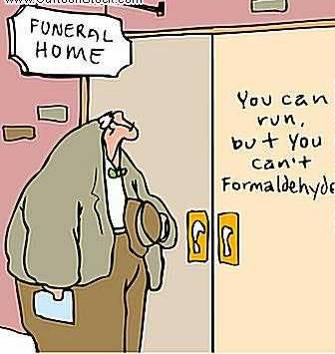 FUNERAL
HOME
You can
run,
but you
can't
Formaldehyde